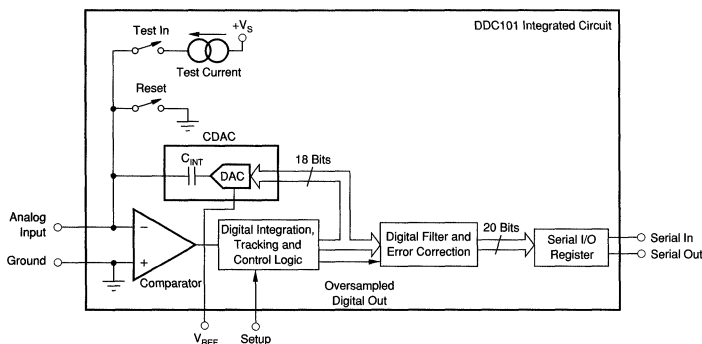 DDC101 Integrated Circuit
Test In
+VS
Test Current
Reset
CDAC
CINT
DAC
18 Bits
Analog
Input
Ground
−
+
Comparator
Digital Integration,
Tracking and
Control Logic
Digital Filter and
Error Correction
20 Bits
Serial I/O
Register
Serial In
Serial Out
Oversampled
Digital Out
VREF
Setup